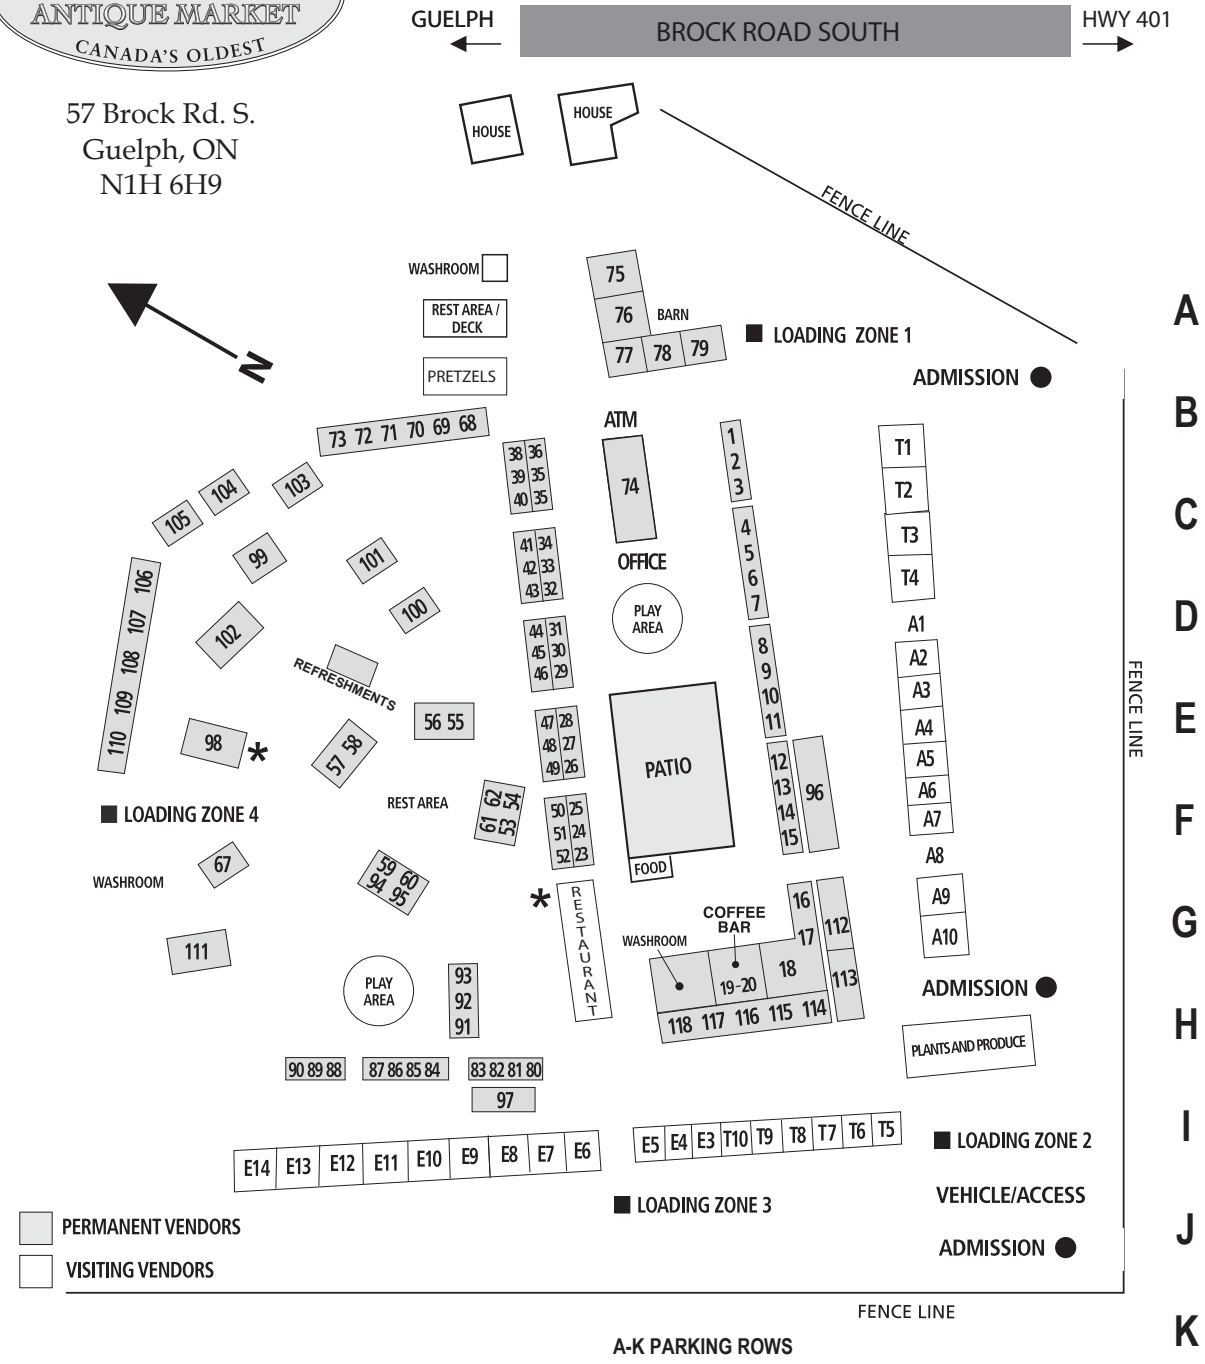 ANTIQUE MARKET
CANADA'S OLDEST
57 Brock Rd. S.
Guelph, ON
N1H 6H9
GUELPH
BROCK ROAD SOUTH
HWY 401
HOUSE
HOUSE
FENCE LINE
WASHROOM
REST AREA /
DECK
PRETZELS
N
75
76
BARN
77 78 79
LOADING ZONE 1
ADMISSION
A
B
C
D
E
F
G
H
I
J
K
73 72 71 70 69 68
ATM
74
OFFICE
PLAY
AREA
38 36
39 35
40 35
41 34
42 33
43 32
44 31
45 30
46 29
47 28
48 27
49 26
50 25
51 24
52 23
1
2
3
4
5
6
7
8
9
10
11
12
13
14
15
96
T1
T2
T3
T4
A1
A2
A3
A4
A5
A6
A7
A8
A9
A10
FENCE LINE
105
104
103
99
101
100
102
106
107
108
109
110
REFRESHMENTS
98
*
57 58
56 55
REST AREA
61 62
53 54
LOADING ZONE 4
67
WASHROOM
59 60
94 95
111
PATIO
FOOD
*
RESTAURANT
COFFEE
BAR
WASHROOM
16
17
18
19-20
112
113
118 117 116 115 114
ADMISSION
PLANTS AND PRODUCE
PLAY
AREA
93
92
91
90 89 88
87 86 85 84
83 82 81 80
97
E14 E13 E12 E11 E10 E9 E8 E7 E6
E5 E4 E3 T10 T9 T8 T7 T6 T5
LOADING ZONE 2
LOADING ZONE 3
VEHICLE/ACCESS
ADMISSION
PERMANENT VENDORS
VISITING VENDORS
FENCE LINE
A-K PARKING ROWS